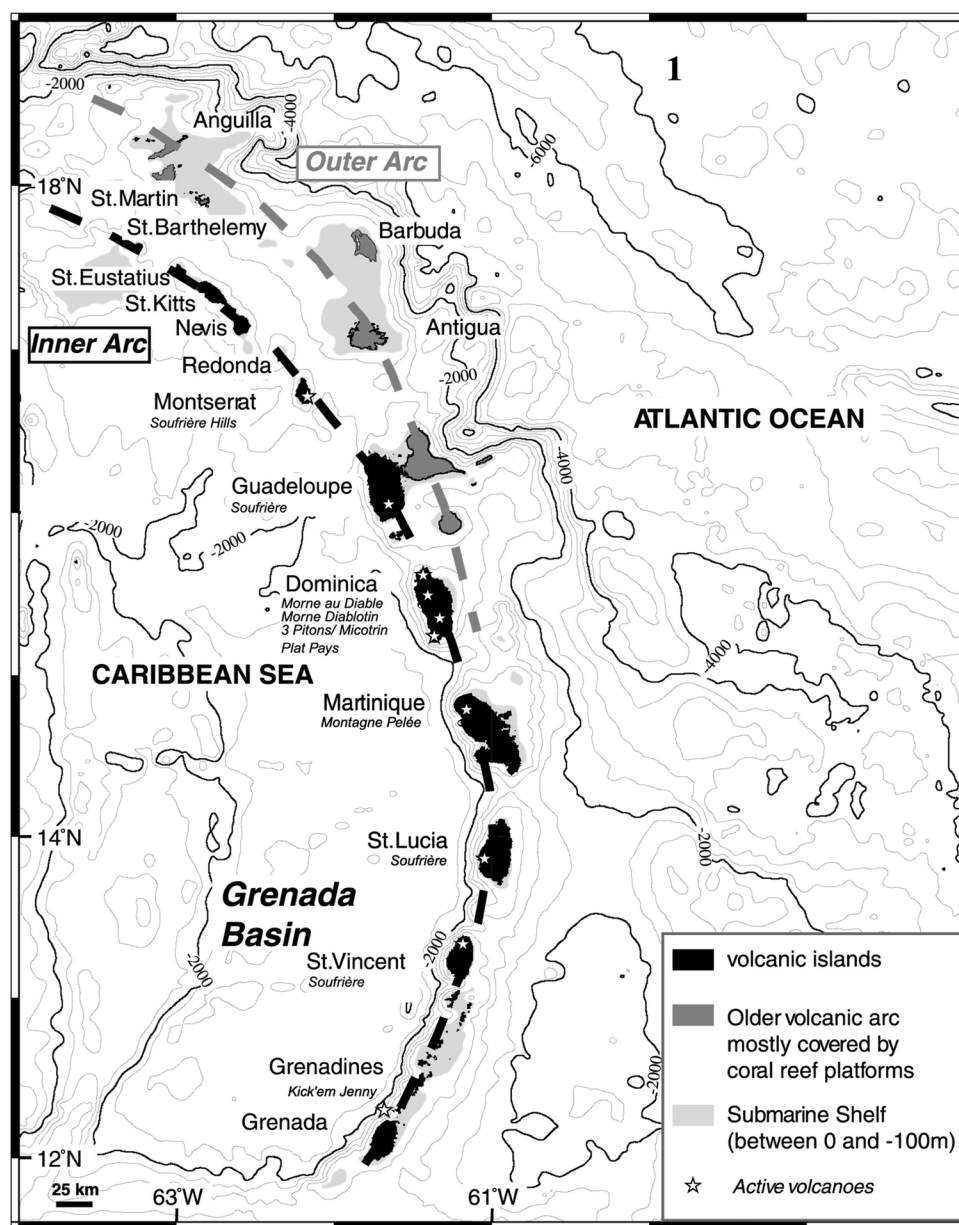 1
-2000
Anguilla
-4000
Outer Arc
-6000
18°N
St.Martin
St.Barthelemy
Barbuda
St.Eustatius
St.Kitts
Nevis
Antigua
Inner Arc
Redonda
-2000
Montserrat
Soufrière Hills
ATLANTIC OCEAN
-4000
Guadeloupe
Soufrière
-2000
-2000
Dominica
Morne au Diable
Morne Diablotin
3 Pitons/ Micotrin
Plat Pays
-4000
CARIBBEAN SEA
Martinique
Montagne Pelée
14°N
St.Lucia
Soufrière
-2000
Grenada
Basin
-2000
-2000
St.Vincent
Soufrière
volcanic islands
Older volcanic arc
mostly covered by
coral reef platforms
Grenadines
Kick'em Jenny
-2000
Grenada
Submarine Shelf
(between 0 and -100m)
12°N
Active volcanoes
25 km
63°W
61°W